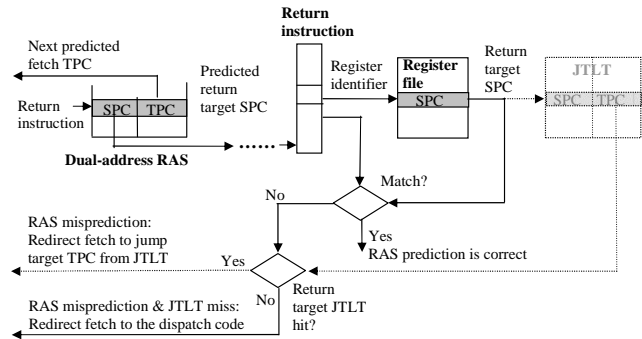 Return
instruction
Next predicted
fetch TPC
Predicted
return
target SPC
Register
identifier
Register
file
SPC
Return
target
SPC
JTLT
SPC TPC
Return
instruction
SPC TPC
Dual-address RAS
Match?
No
Yes
RAS prediction is correct
RAS misprediction:
Redirect fetch to jump
target TPC from JTLT
Yes
No
Return
target JTLT
hit?
RAS misprediction & JTLT miss:
Redirect fetch to the dispatch code